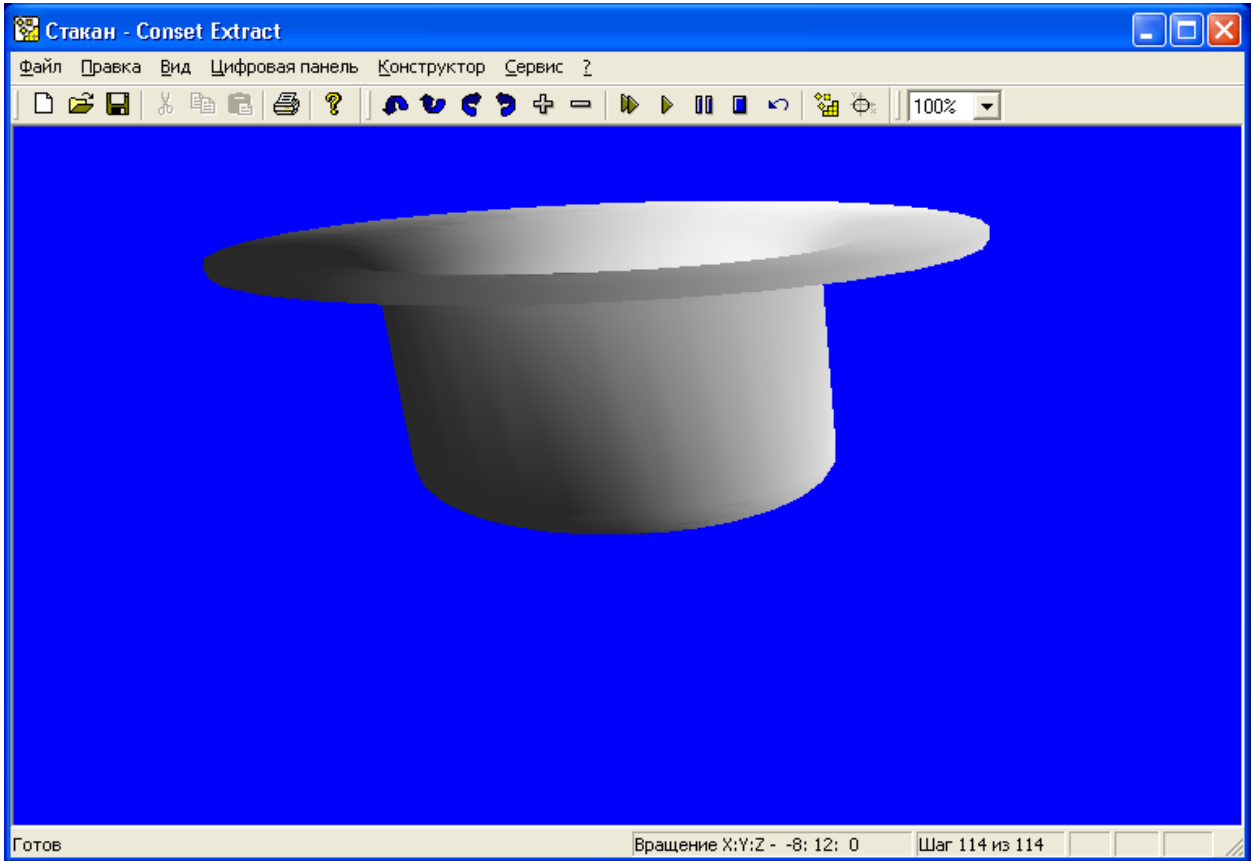 Стакан - Conset Extract
Файл Правка Вид Цифровая панель Конструктор Сервис ?
100%
Готов Вращение X:Y:Z - -8: 12: 0 Шаг 114 из 114